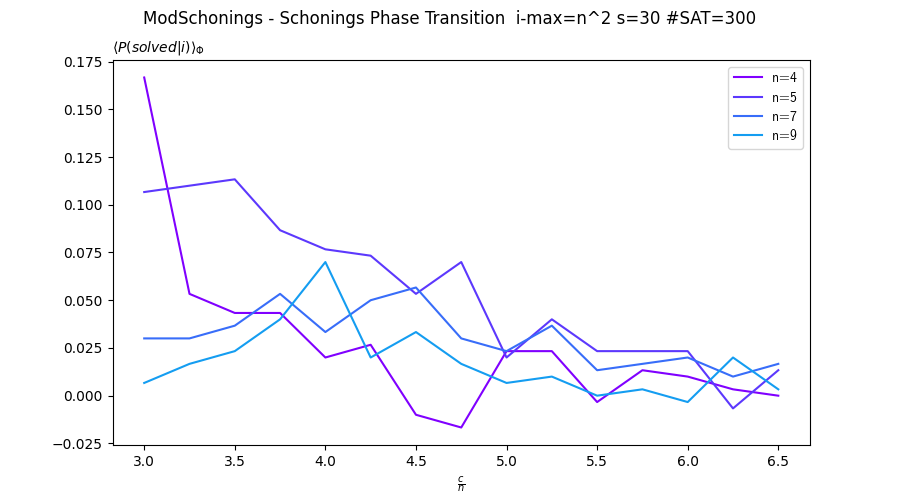 ModSchonings - Schonings Phase Transition  i-max=n^2 s=30 #SAT=300
⟨P(solved|i)⟩Φ
0.175
0.150
0.125
0.100
0.075
0.050
0.025
0.000
−0.025
n=4
n=5
n=7
n=9
3.0 3.5 4.0 4.5 5.0 5.5 6.0 6.5
c/n